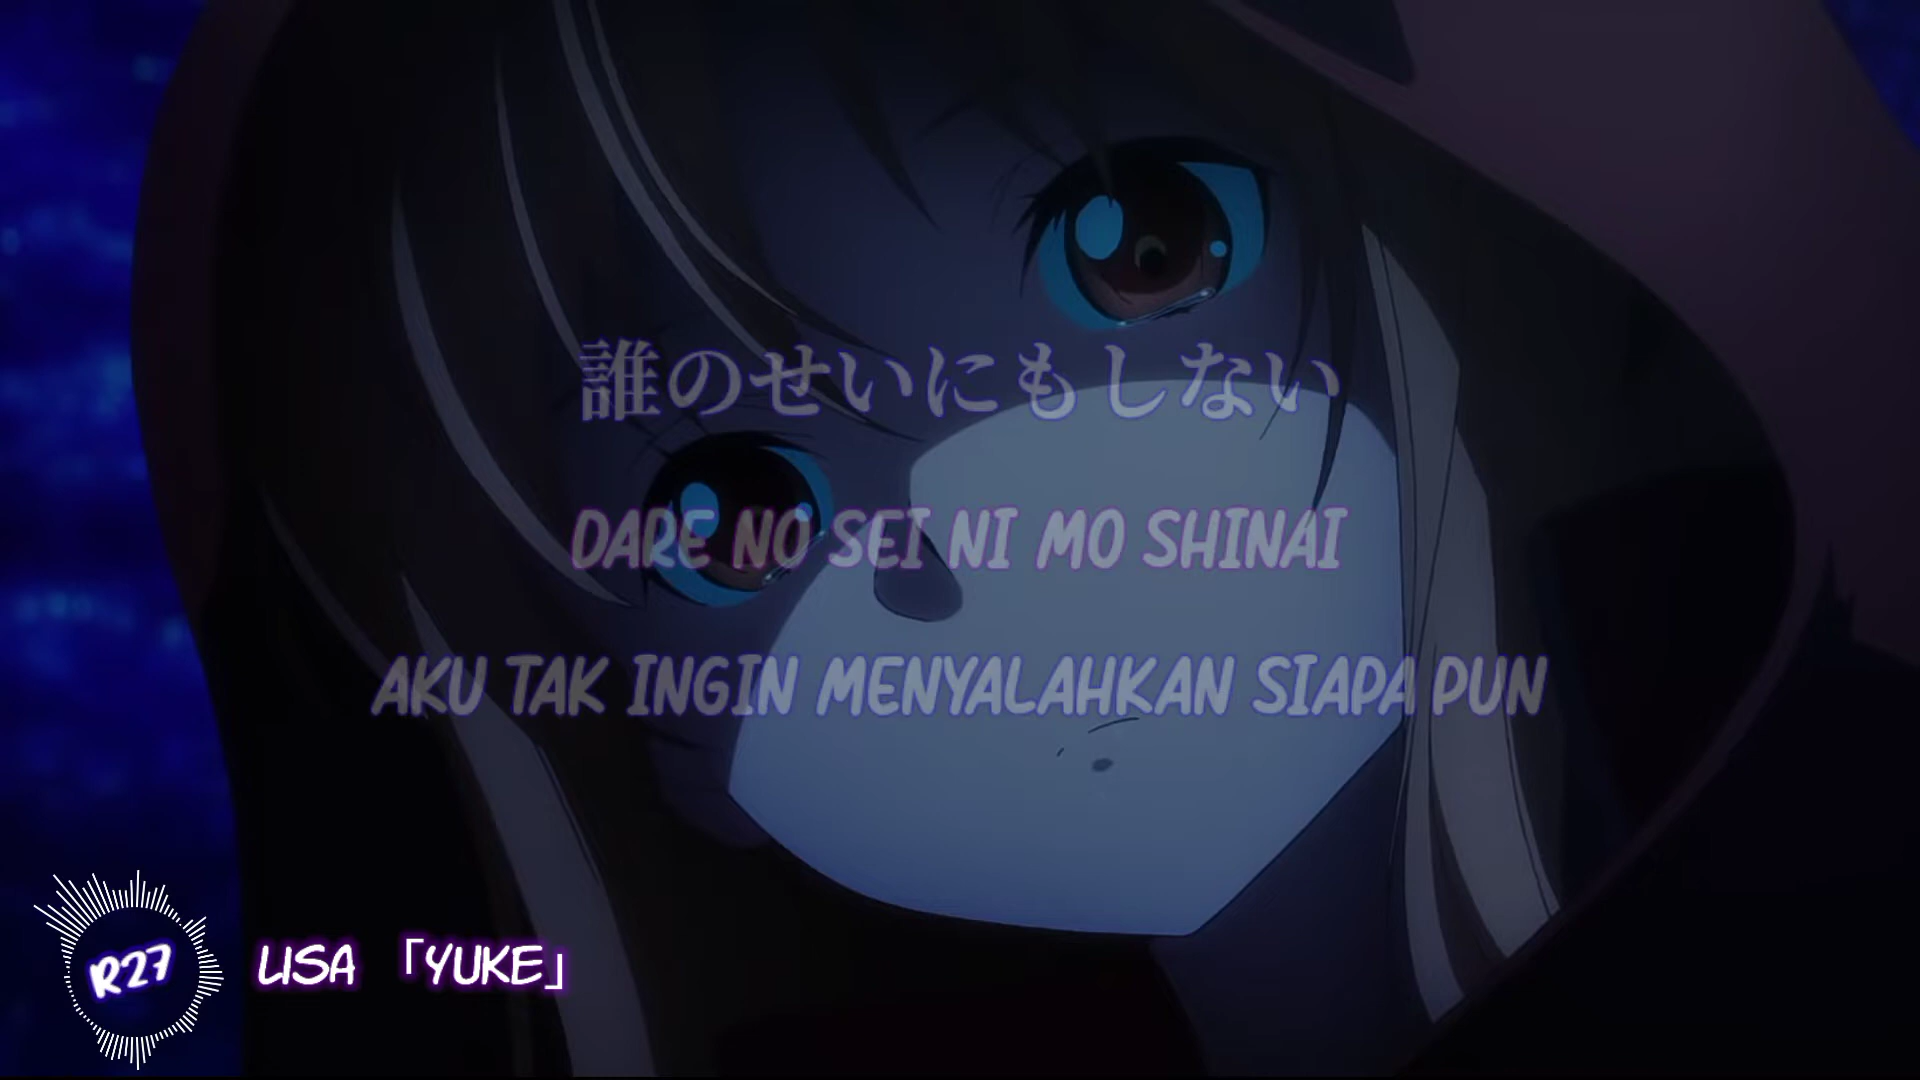 誰のせいにもしない
DARE NO SEI NI MO SHINAI
AKU TAK INGIN MENYALAHKAN SIAPA PUN
R27
LISA 「YUKE」